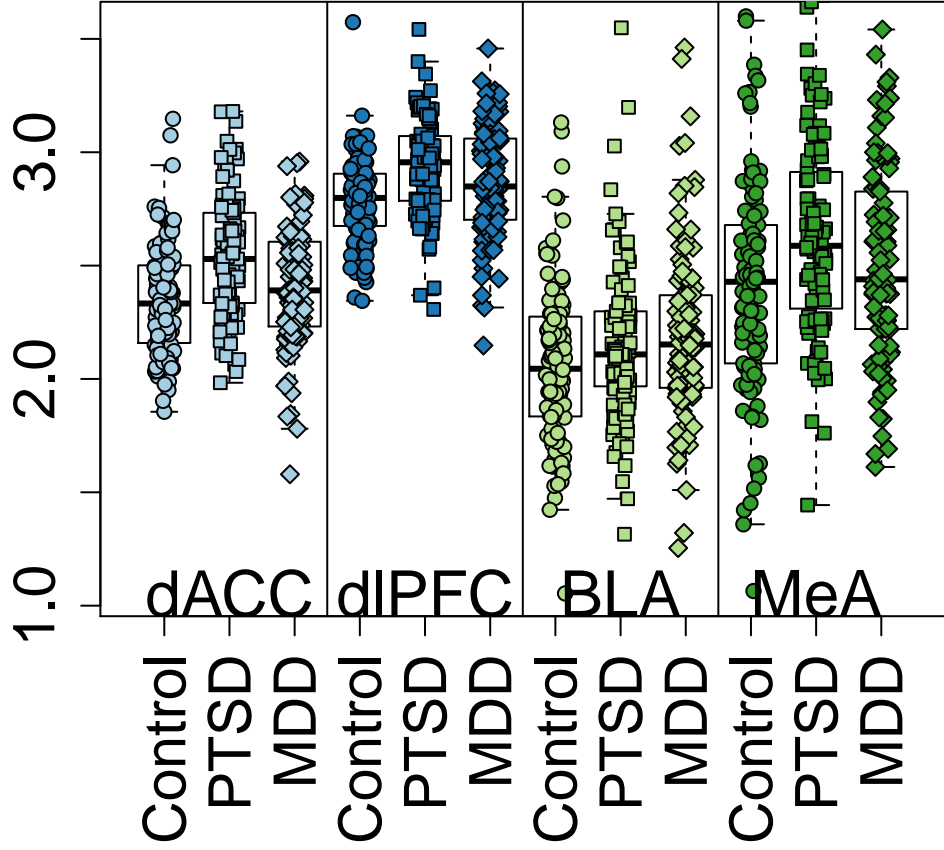 3.0
2.0
1.0
dACC dlPFC BLA MeA
Control PTSD MDD Control PTSD MDD Control PTSD MDD Control PTSD MDD